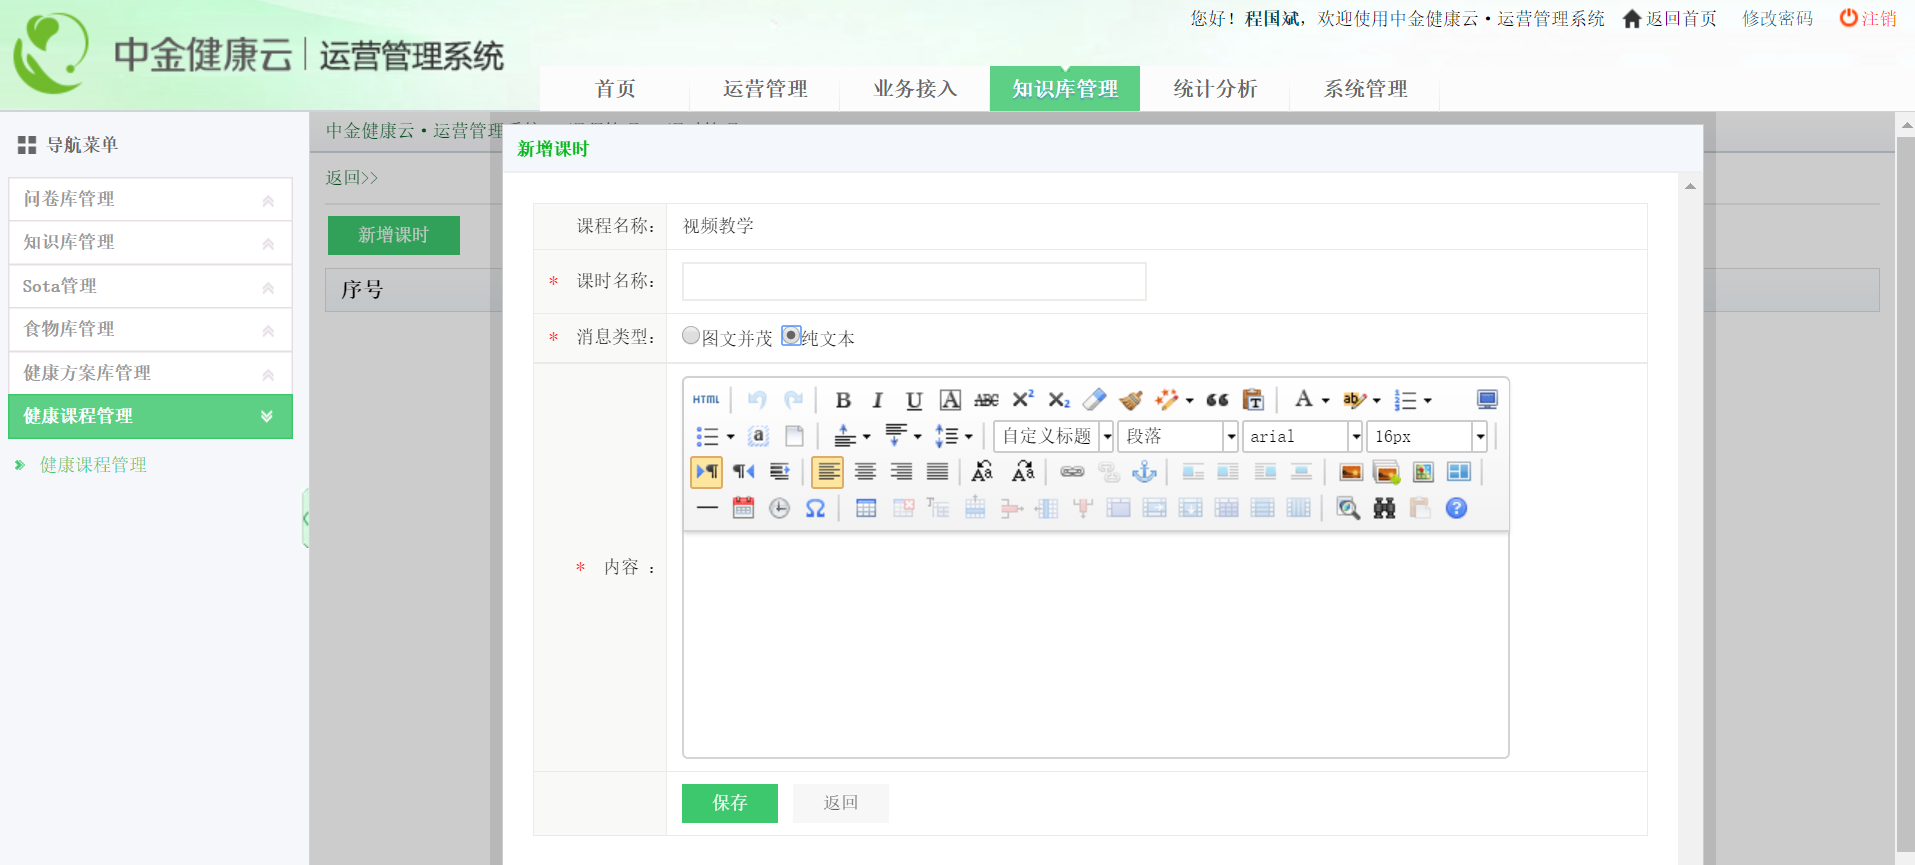 您好！程国斌，欢迎使用中金健康云·运营管理系统 返回首页 修改密码 注销
中金健康云 | 运营管理系统
首页 运营管理 业务接入 知识库管理 统计分析 系统管理
导航菜单
问卷库管理
知识库管理
Sota管理
食物库管理
健康方案库管理
健康课程管理
健康课程管理
中金健康云·运营管理
返回>>
新增课时
序号
新增课时
课程名称： 视频教学
* 课时名称：
* 消息类型： 图文并茂 纯文本
* 内容 ：
HTML B I U A ABC X² X₂ T A ab
a 自定义标题 段落 arial 16px
保存 返回